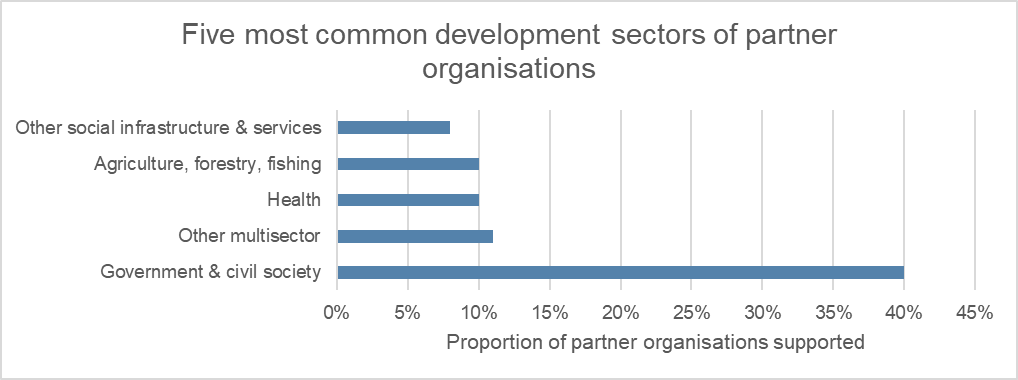 Five most common development sectors of partner
organisations
Other social infrastructure & services
Agriculture, forestry, fishing
Health
Other multisector
Government & civil society
0% 5% 10% 15% 20% 25% 30% 35% 40% 45%
Proportion of partner organisations supported